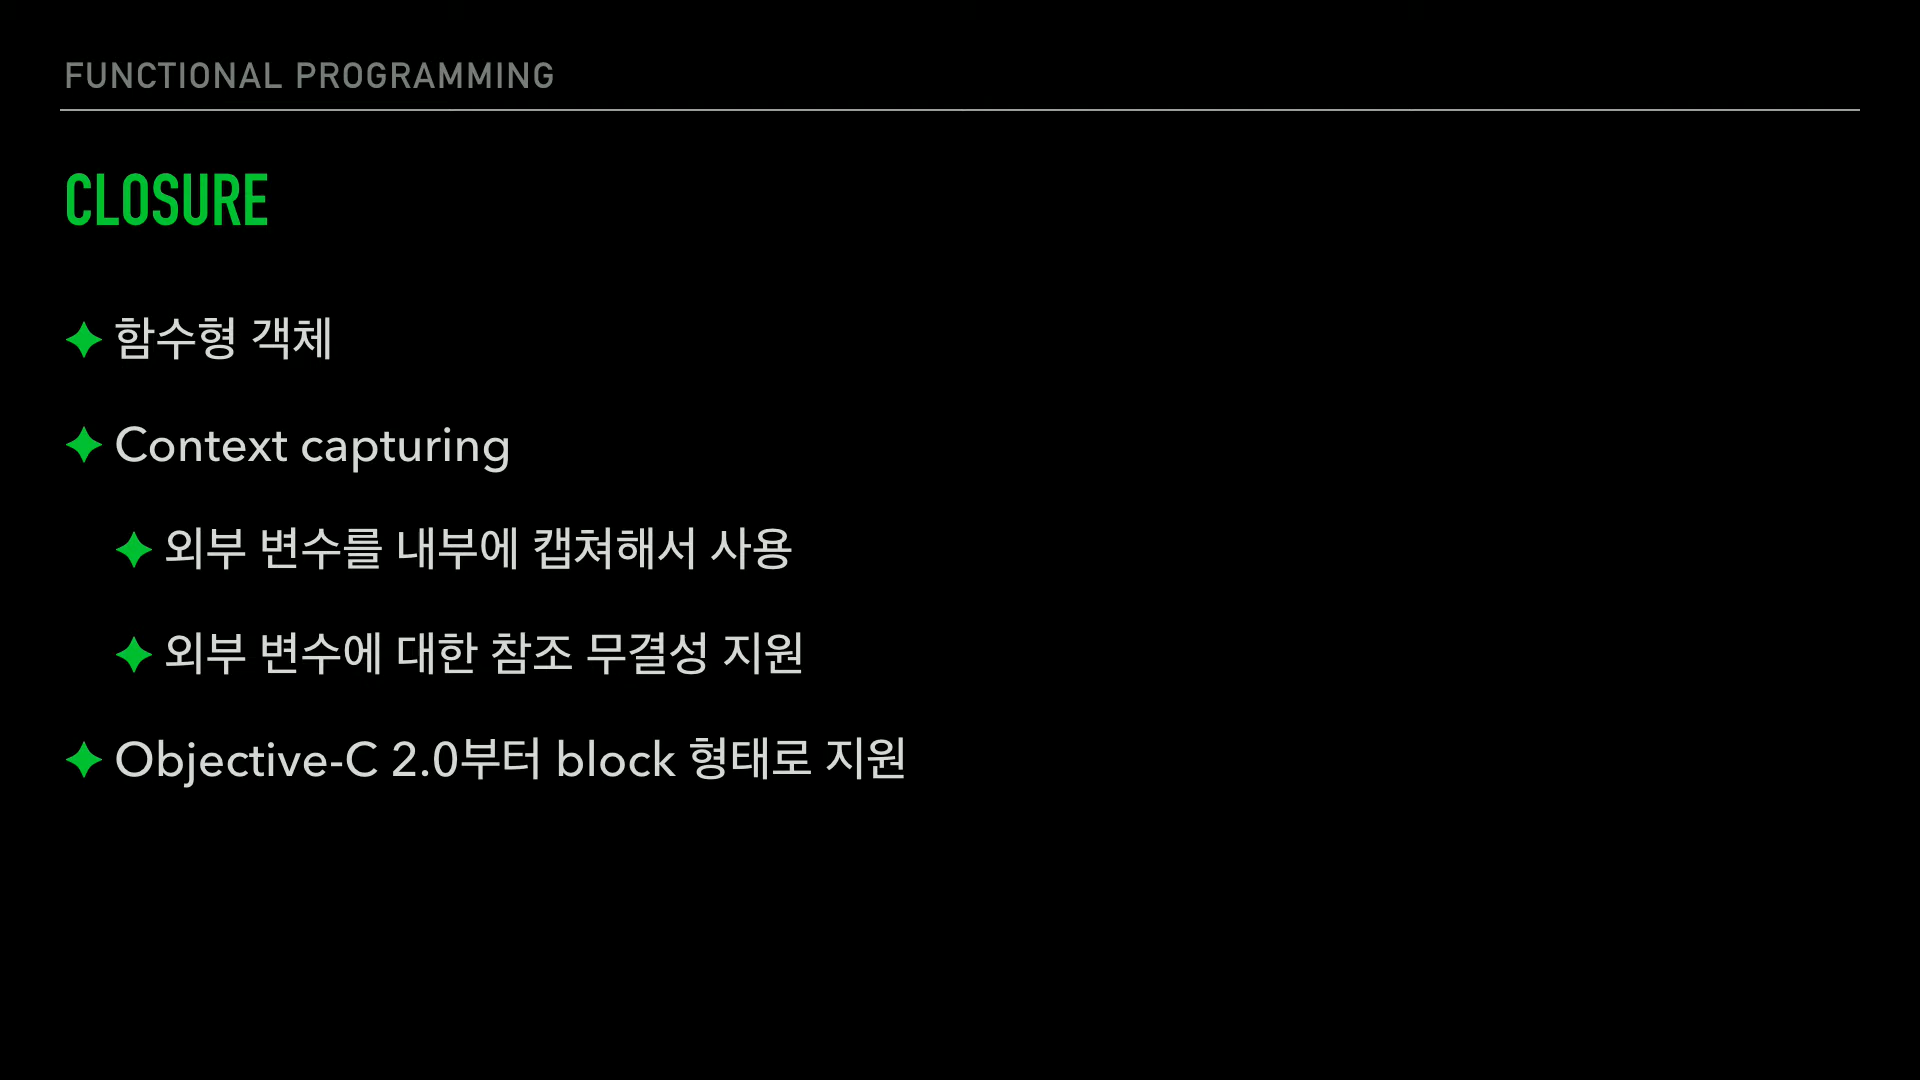 FUNCTIONAL PROGRAMMING
CLOSURE
함수형 객체
Context capturing
외부 변수를 내부에 캡쳐해서 사용
외부 변수에 대한 참조 무결성 지원
Objective-C 2.0부터 block 형태로 지원